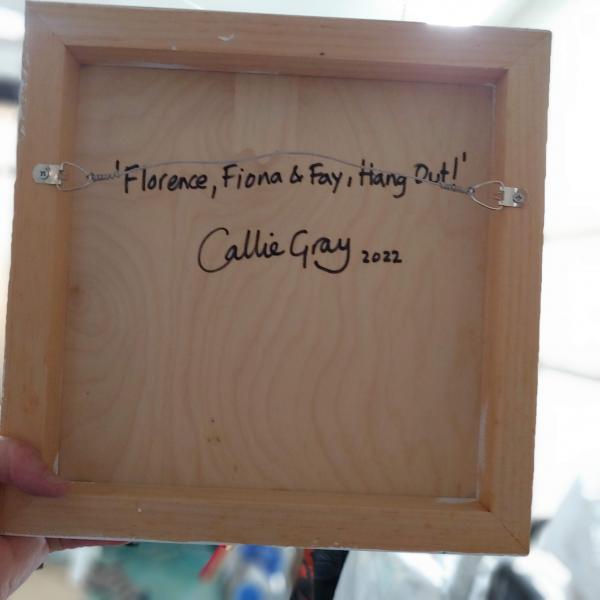 'Florence, Fiona & Fay, Hang Out!'
Callie Gray 2022